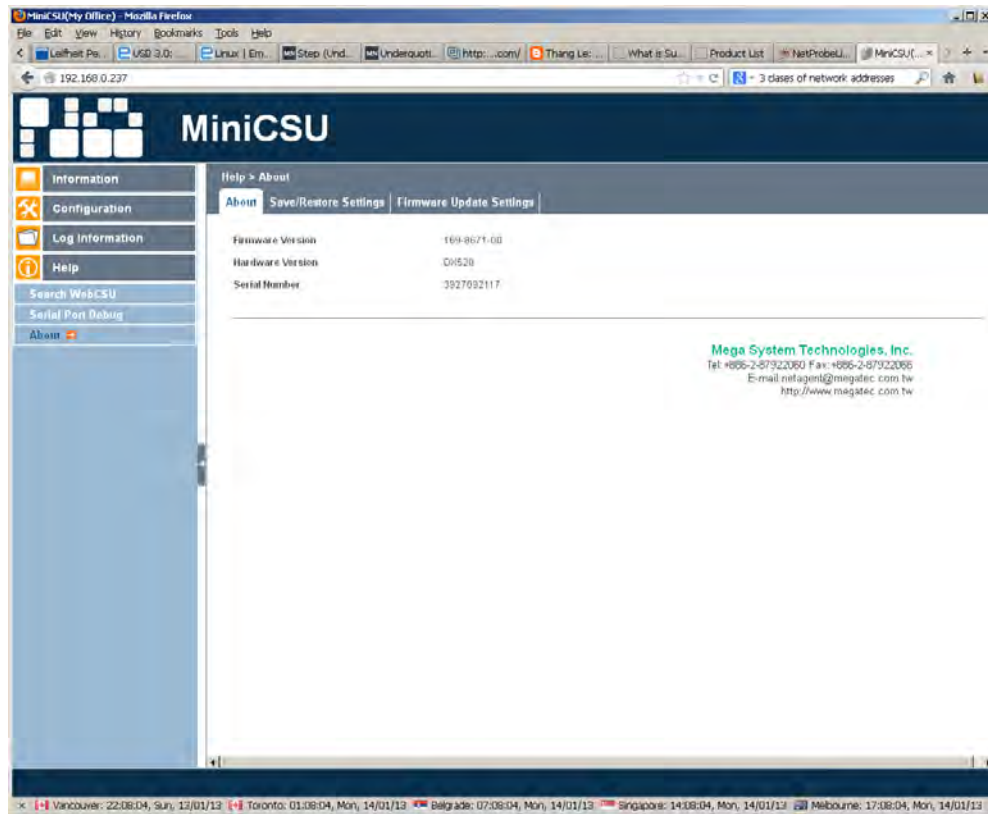 MiniCSU(My Office) - Mozilla Firefox
File Edit View History Bookmarks Tools Help
Leifheit Pe... USD 3.0: Linux | Em... Step (Und... Underquoti... http:...com/ Thang Le: ... What is Su... Product List NetProbeLi... MiniCSU(...
192.168.0.237 3 clases of network addresses
MiniCSU
Information
Configuration
Log Information
Help
Search WebCSU
Serial Port Debug
About
Help > About
About Save/Restore Settings Firmware Update Settings
Firmware Version 169-8671-00
Hardware Version DX520
Serial Number 3927092117
Mega System Technologies, Inc.
Tel: +886-2-87922060 Fax: +886-2-87922066
E-mail:netagent@megatec.com.tw
http://www.megatec.com.tw
Vancouver: 22:08:04, Sun, 13/01/13 Toronto: 01:08:04, Mon, 14/01/13 Belgrade: 07:08:04, Mon, 14/01/13 Singapore: 14:08:04, Mon, 14/01/13 Melbourne: 17:08:04, Mon, 14/01/13